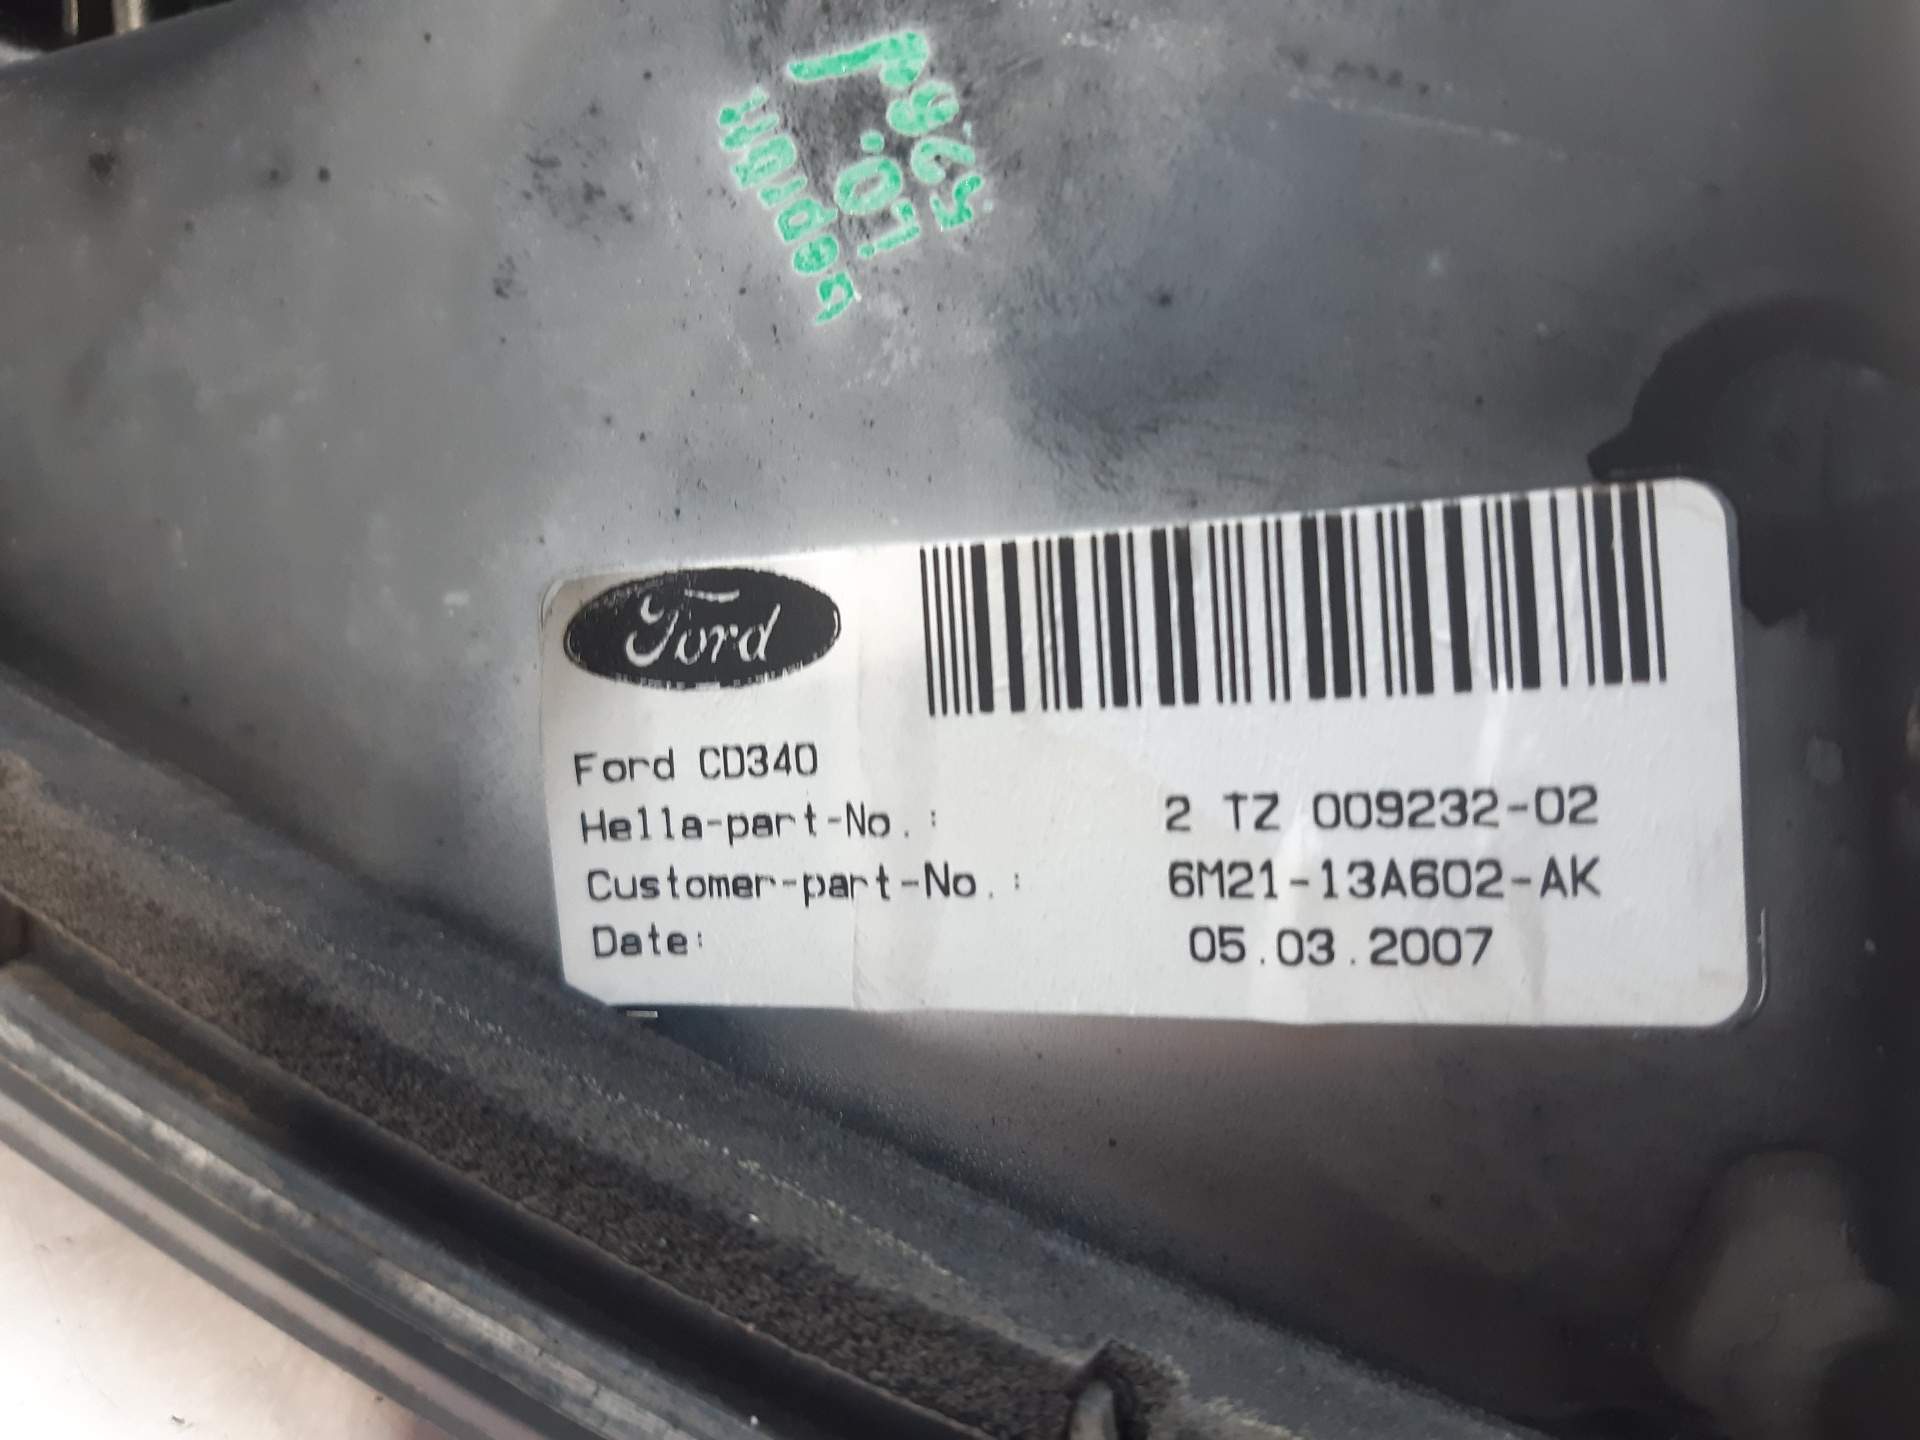 Ford
Ford CD340
Hella-part-No.: 2 TZ 009232-02
Customer-part-No.: 6M21-13A602-AK
Date: 05.03.2007